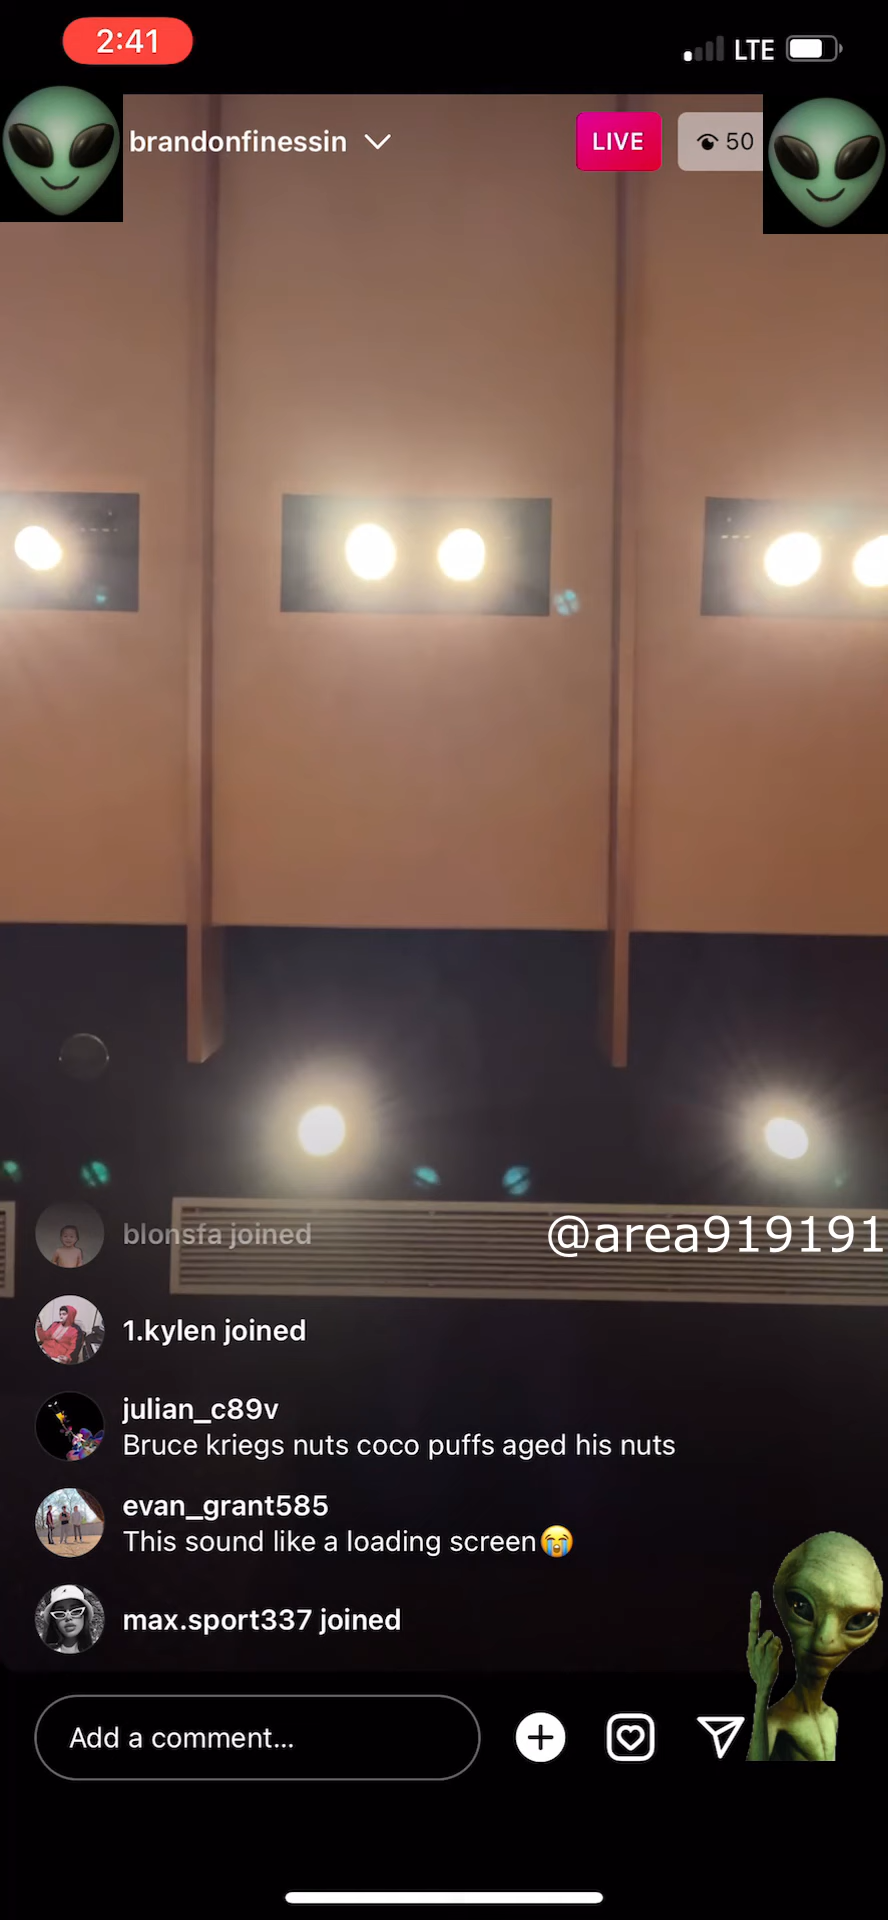 2:41
LTE
brandonfinessin
LIVE
50
blonsfa joined
@area919191
1.kylen joined
julian_c89v
Bruce kriegs nuts coco puffs aged his nuts
evan_grant585
This sound like a loading screen😭
max.sport337 joined
Add a comment...